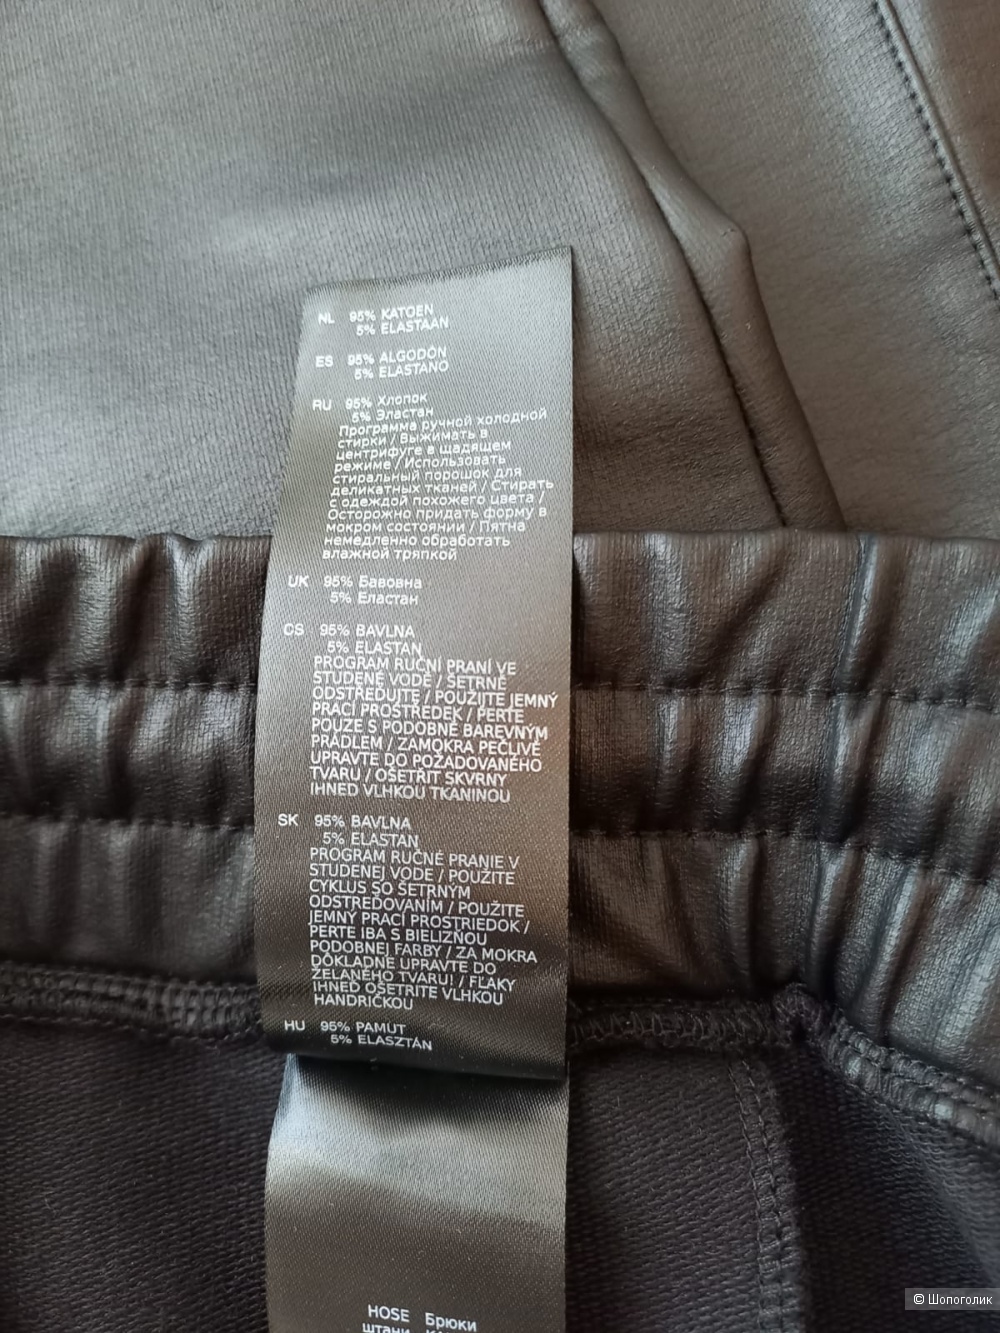 NL 95% KATOEN
5% ELASTAAN
ES 95% ALGODÓN
5% ELASTANO
RU 95% Хлопок
5% Эластан
Программа ручной холодной
стирки / Выжимать в
центрифуге в щадящем
режиме / Использовать
стиральный порошок для
деликатных тканей / Стирать
с одеждой похожего цвета /
Осторожно придать форму в
мокром состоянии / Пятна
немедленно обработать
влажной тряпкой
UK 95% Бавовна
5% Еластан
CS 95% BAVLNA
5% ELASTAN
PROGRAM RUČNÍ PRANÍ VE
STUDENÉ VODĚ / ŠETRNĚ
ODSTŘEĎUJTE / POUŽIJTE JEMNÝ
PRACÍ PROSTŘEDEK / PERTE
POUZE S PODOBNĚ BAREVNÝM
PRÁDLEM / ZAMOKRA PEČLIVĚ
UPRAVTE DO POŽADOVANÉHO
TVARU / OŠETŘIT SKVRNY
IHNED VLHKOU TKANINOU
SK 95% BAVLNA
5% ELASTAN
PROGRAM RUČNÉ PRANIE V
STUDENEJ VODE / POUŽITE
CYKLUS SO ŠETRNÝM
ODSTREĎOVANÍM / POUŽITE
JEMNÝ PRACÍ PROSTRIEDOK /
PERTE IBA S BIELIZŇOU
PODOBNEJ FARBY / ZA MOKRA
DÔKLADNE UPRAVTE DO
ŽELANÉHO TVARU! / FĽAKY
IHNEĎ OŠETRITE VLHKOU
HANDRIČKOU
HU 95% PAMUT
5% ELASZTÁN
HOSE Брюки
штани
© Шопоголик